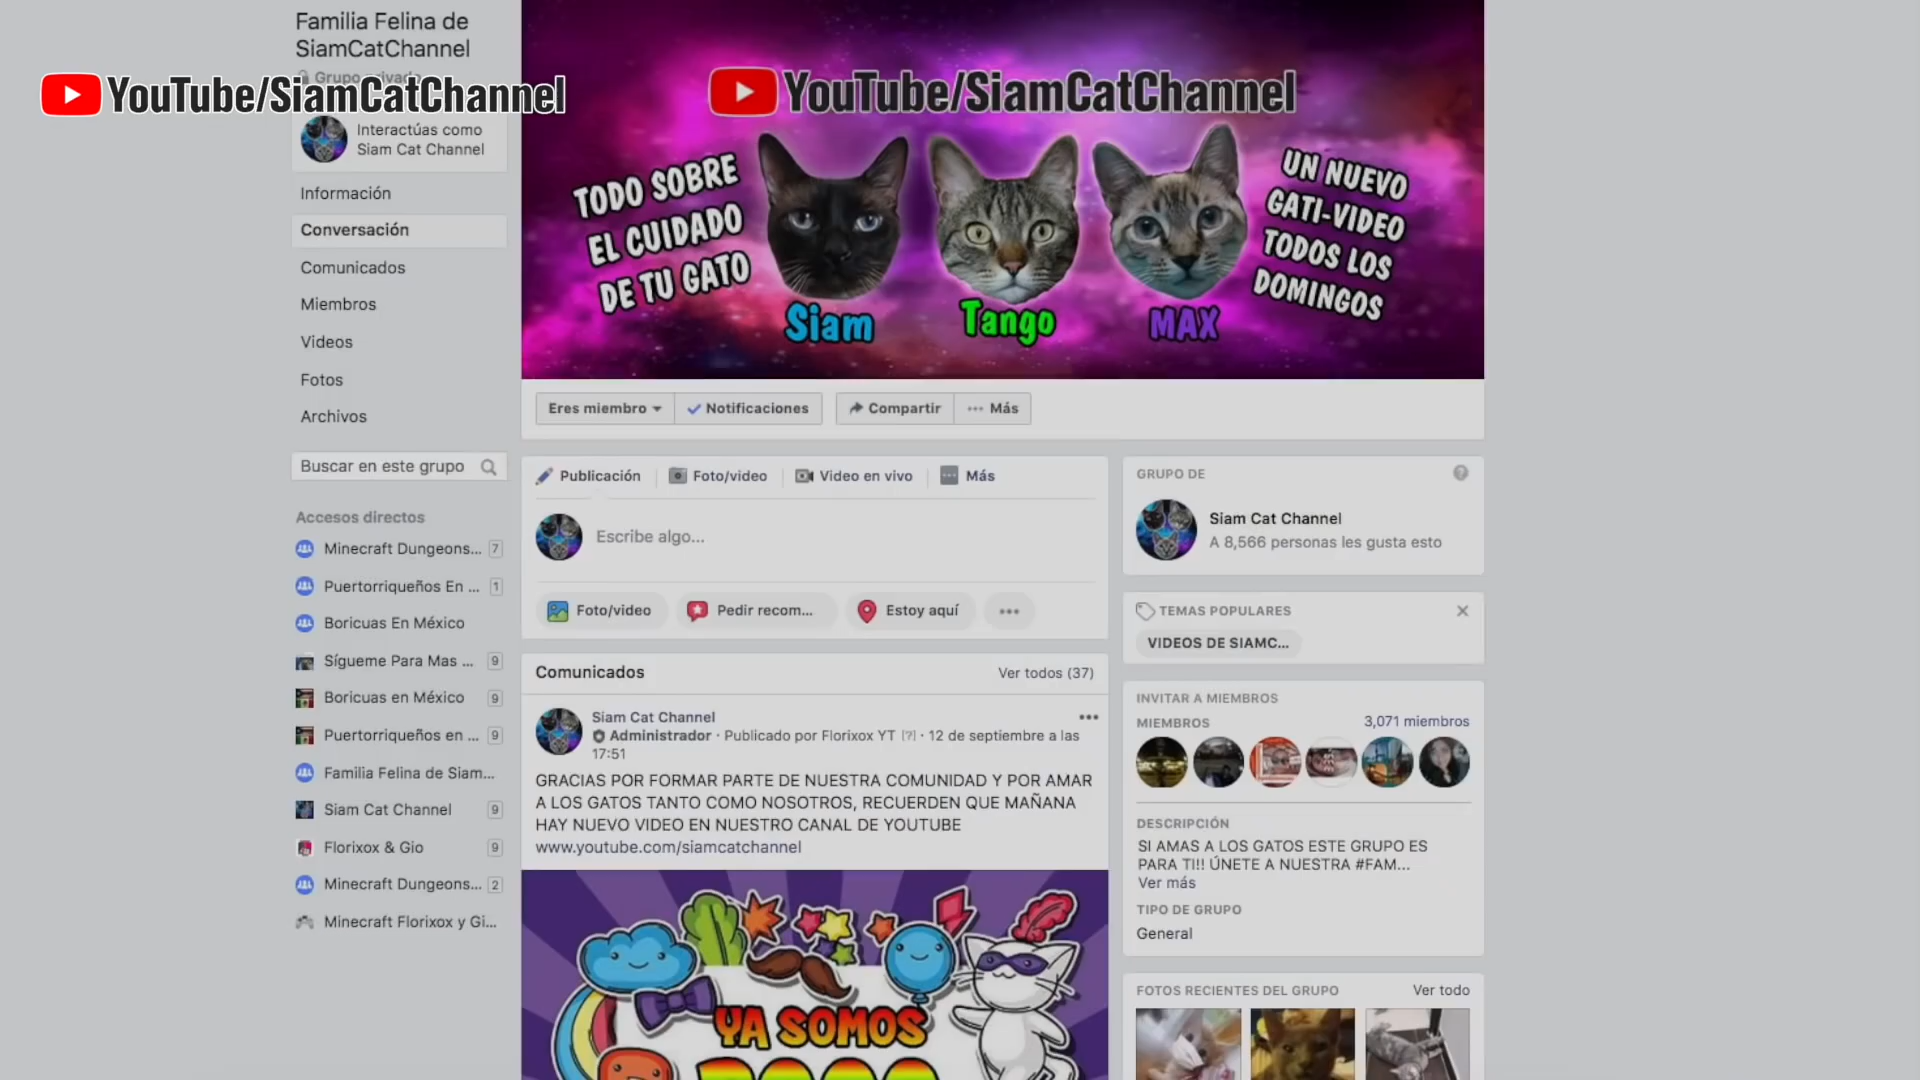 Familia Felina de
SiamCatChannel
Grupo privado
YouTube/SiamCatChannel
Interactúas como
Siam Cat Channel
Información
Conversación
Comunicados
Miembros
Videos
Fotos
Archivos
Buscar en este grupo
Accesos directos
Minecraft Dungeons... 7
Puertorriqueños En ... 1
Boricuas En México
Sígueme Para Mas ... 9
Boricuas en México 9
Puertorriqueños en ... 9
Familia Felina de Siam...
Siam Cat Channel 9
Florixox & Gio 9
Minecraft Dungeons... 2
Minecraft Florixox y Gi...
YouTube/SiamCatChannel
TODO SOBRE
EL CUIDADO
DE TU GATO
Siam
Tango
MAX
UN NUEVO
GATI-VIDEO
TODOS LOS
DOMINGOS
Eres miembro
Notificaciones
Compartir
Más
Publicación
Foto/video
Video en vivo
Más
Escribe algo...
Foto/video
Pedir recom...
Estoy aquí
Comunicados
Ver todos (37)
Siam Cat Channel
Administrador · Publicado por Florixox YT [?] · 12 de septiembre a las
17:51
GRACIAS POR FORMAR PARTE DE NUESTRA COMUNIDAD Y POR AMAR
A LOS GATOS TANTO COMO NOSOTROS, RECUERDEN QUE MAÑANA
HAY NUEVO VIDEO EN NUESTRO CANAL DE YOUTUBE
www.youtube.com/siamcatchannel
YA SOMOS
GRUPO DE
?
Siam Cat Channel
A 8,566 personas les gusta esto
TEMAS POPULARES
VIDEOS DE SIAMC...
INVITAR A MIEMBROS
MIEMBROS
3,071 miembros
DESCRIPCIÓN
SI AMAS A LOS GATOS ESTE GRUPO ES
PARA TI!! ÚNETE A NUESTRA #FAM...
Ver más
TIPO DE GRUPO
General
FOTOS RECIENTES DEL GRUPO
Ver todo